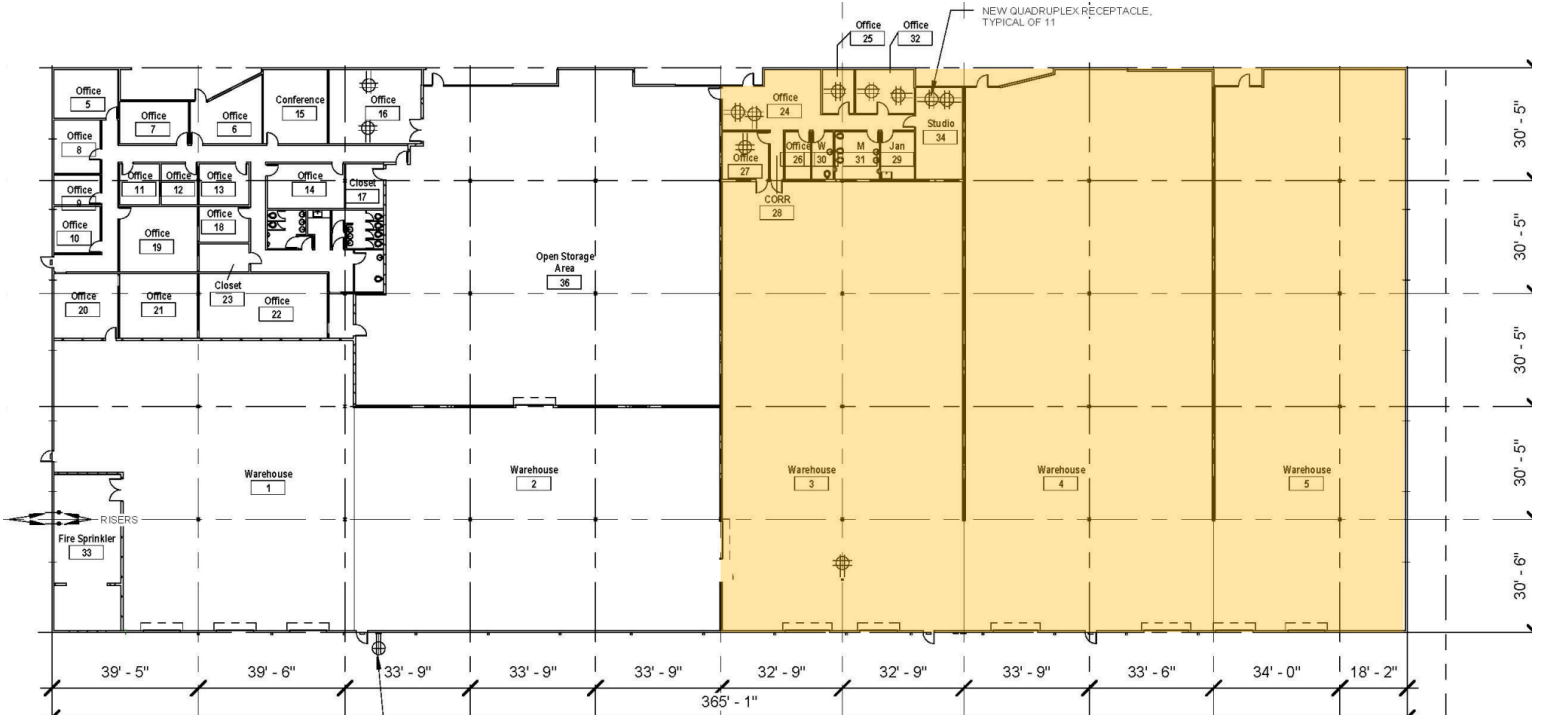 NEW QUADRUPLEX RECEPTACLE,
TYPICAL OF 11
Office
25
Office
32
Office
5
Office
7
Office
6
Conference
15
Office
16
Office
24
Studio
34
Office
8
Office
27
Office
26
W
30
M
31
Jan
29
Office
11
Office
12
Office
13
Office
14
Closet
17
Office
9
CORR
28
Office
10
Office
18
Office
19
Open Storage
Area
36
Closet
23
Office
20
Office
21
Office
22
Warehouse
1
Warehouse
2
Warehouse
3
Warehouse
4
Warehouse
5
RISERS
Fire Sprinkler
33
30' - 5"
30' - 5"
30' - 5"
30' - 5"
30' - 6"
39' - 5"
39' - 6"
33' - 9"
33' - 9"
33' - 9"
32' - 9"
32' - 9"
33' - 9"
33' - 6"
34' - 0"
18' - 2"
365' - 1"